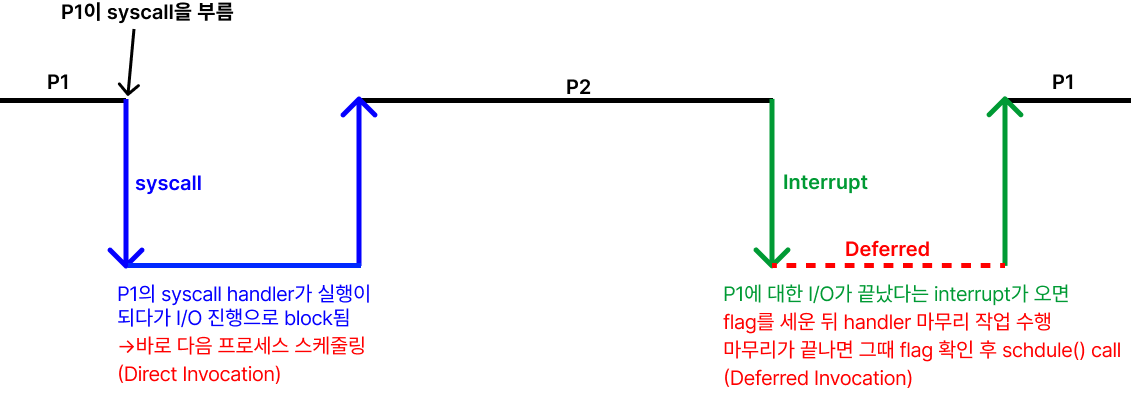 P1이 syscall을 부름
P1
P2
P1
syscall
Interrupt
Deferred
P1의 syscall handler가 실행이
되다가 I/O 진행으로 block됨
→바로 다음 프로세스 스케줄링
(Direct Invocation)
P1에 대한 I/O가 끝났다는 interrupt가 오면
flag를 세운 뒤 handler 마무리 작업 수행
마무리가 끝나면 그때 flag 확인 후 schdule() call
(Deferred Invocation)